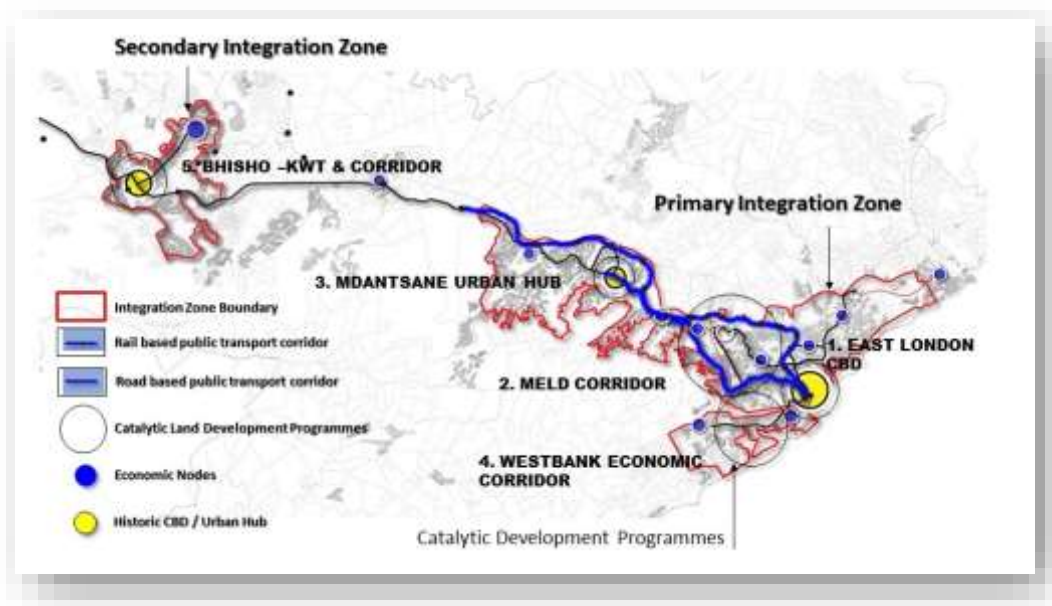 Secondary Integration Zone
5. BHISHO –KWT & CORRIDOR
Primary Integration Zone
3. MDANTSANE URBAN HUB
Integration Zone Boundary
Rail based public transport corridor
1. EAST LONDON
CBD
Road based public transport corridor
2. MELD CORRIDOR
Catalytic Land Development Programmes
4. WESTBANK ECONOMIC
CORRIDOR
Economic Nodes
Historic CBD / Urban Hub
Catalytic Development Programmes